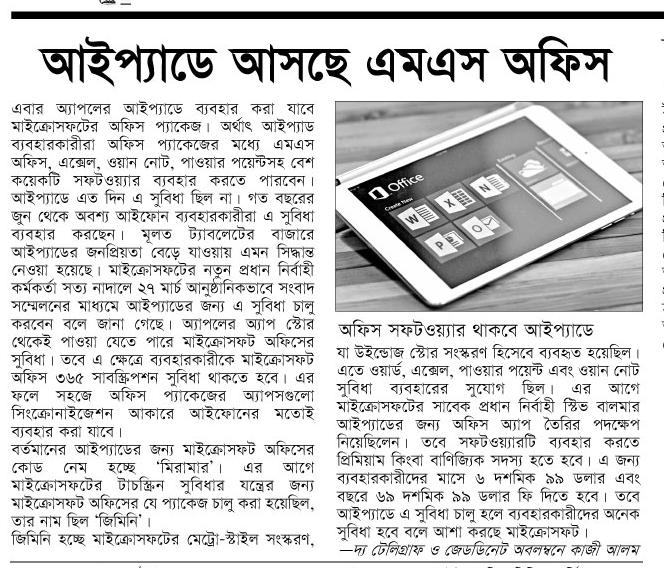 আইপ্যাডে আসছে এমএস অফিস
এবার অ্যাপলের আইপ্যাডে ব্যবহার করা যাবে
মাইক্রোসফটের অফিস প্যাকেজ। অর্থাৎ আইপ্যাড
ব্যবহারকারীরা অফিস প্যাকেজের মধ্যে এমএস
অফিস, এক্সেল, ওয়ান নোট, পাওয়ার পয়েন্টসহ বেশ
কয়েকটি সফটওয়্যার ব্যবহার করতে পারবেন।
আইপ্যাডে এত দিন এ সুবিধা ছিল না। গত বছরের
জুন থেকে অবশ্য আইফোন ব্যবহারকারীরা এ সুবিধা
ব্যবহার করছেন। মূলত ট্যাবলেটের বাজারে
আইপ্যাডের জনপ্রিয়তা বেড়ে যাওয়ায় এমন সিদ্ধান্ত
নেওয়া হয়েছে। মাইক্রোসফটের নতুন প্রধান নির্বাহী
কর্মকর্তা সত্য নাদালে ২৭ মার্চ আনুষ্ঠানিকভাবে সংবাদ
সম্মেলনের মাধ্যমে আইপ্যাডের জন্য এ সুবিধা চালু
করবেন বলে জানা গেছে। অ্যাপলের অ্যাপ স্টোর
থেকেই পাওয়া যেতে পারে মাইক্রোসফট অফিসের
সুবিধা। তবে এ ক্ষেত্রে ব্যবহারকারীকে মাইক্রোসফট
অফিস ৩৬৫ সাবস্ক্রিপশন সুবিধা থাকতে হবে। এর
ফলে সহজে অফিস প্যাকেজের অ্যাপসগুলো
সিংক্রোনাইজেশন আকারে আইফোনের মতোই
ব্যবহার করা যাবে।
বর্তমানের আইপ্যাডের জন্য মাইক্রোসফট অফিসের
কোড নেম হচ্ছে ‘মিরামার’। এর আগে
মাইক্রোসফটের টাচস্ক্রিন সুবিধার যন্ত্রের জন্য
মাইক্রোসফট অফিসের যে প্যাকেজ চালু করা হয়েছিল,
তার নাম ছিল ‘জিমিনি’।
জিমিনি হচ্ছে মাইক্রোসফটের মেট্রো-স্টাইল সংস্করণ,
Office
Create New
W
X
N
P
O
অফিস সফটওয়্যার থাকবে আইপ্যাডে
যা উইন্ডোজ স্টোর সংস্করণ হিসেবে ব্যবহৃত হয়েছিল।
এতে ওয়ার্ড, এক্সেল, পাওয়ার পয়েন্ট এবং ওয়ান নোট
সুবিধা ব্যবহারের সুযোগ ছিল। এর আগে
মাইক্রোসফটের সাবেক প্রধান নির্বাহী স্টিভ বালমার
আইপ্যাডের জন্য অফিস অ্যাপ তৈরির পদক্ষেপ
নিয়েছিলেন। তবে সফটওয়্যারটি ব্যবহার করতে
প্রিমিয়াম কিংবা বাণিজ্যিক সদস্য হতে হবে। এ জন্য
ব্যবহারকারীদের মাসে ৬ দশমিক ৯৯ ডলার এবং
বছরে ৬৯ দশমিক ৯৯ ডলার ফি দিতে হবে। তবে
আইপ্যাডে এ সুবিধা চালু হলে ব্যবহারকারীদের অনেক
সুবিধা হবে বলে আশা করছে মাইক্রোসফট।
—দ্য টেলিগ্রাফ ও জেডডিনেট অবলম্বনে কাজী আলম